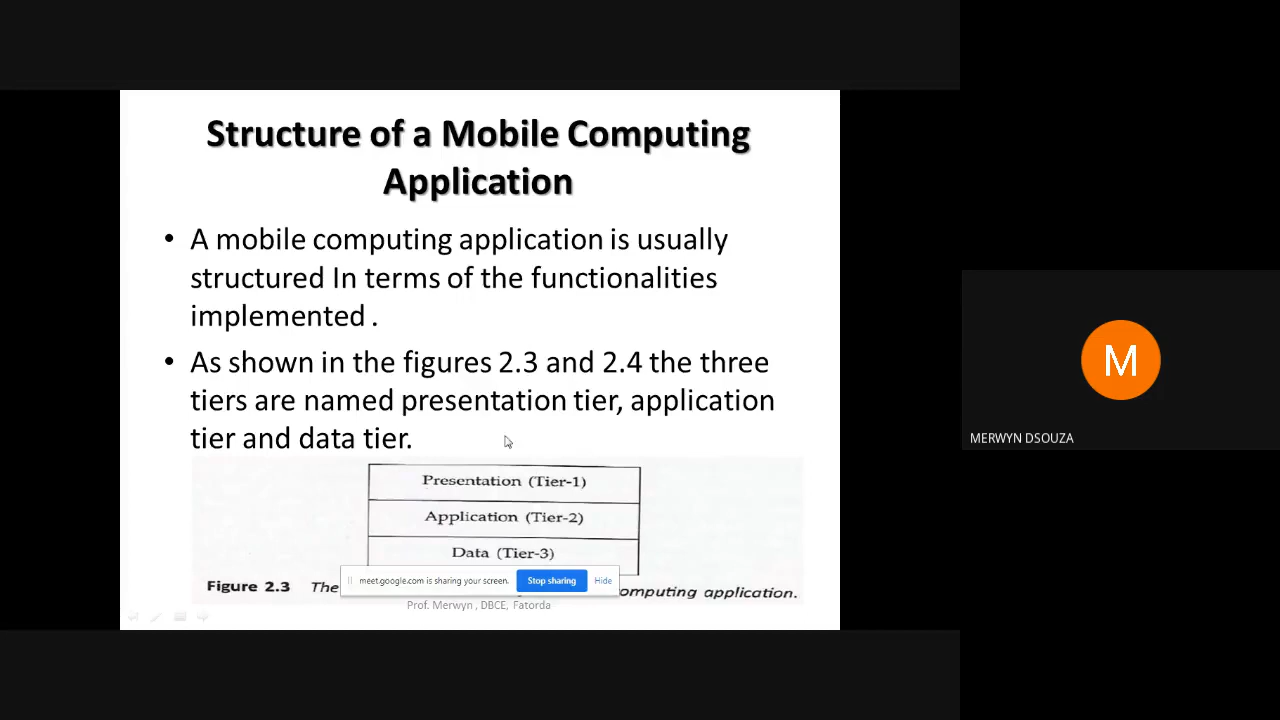 Structure of a Mobile Computing
Application
• A mobile computing application is usually
structured In terms of the functionalities
implemented .
• As shown in the figures 2.3 and 2.4 the three
tiers are named presentation tier, application
tier and data tier.
Presentation (Tier-1)
Application (Tier-2)
Data (Tier-3)
meet.google.com is sharing your screen. Stop sharing Hide
Figure 2.3 The omputing application.
Prof. Merwyn , DBCE, Fatorda
M
MERWYN DSOUZA